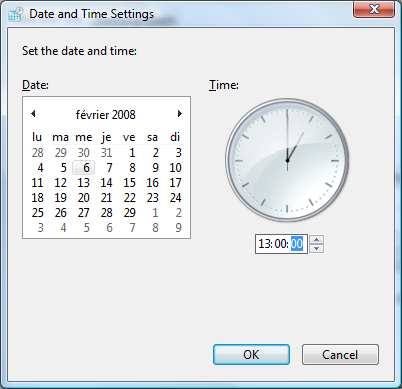 Date and Time Settings
Set the date and time:
Date:
février 2008
lu ma me je ve sa di
28 29 30 31 1 2 3
4 5 6 7 8 9 10
11 12 13 14 15 16 17
18 19 20 21 22 23 24
25 26 27 28 29 1 2
3 4 5 6 7 8 9
Time:
13:00:00
OK
Cancel